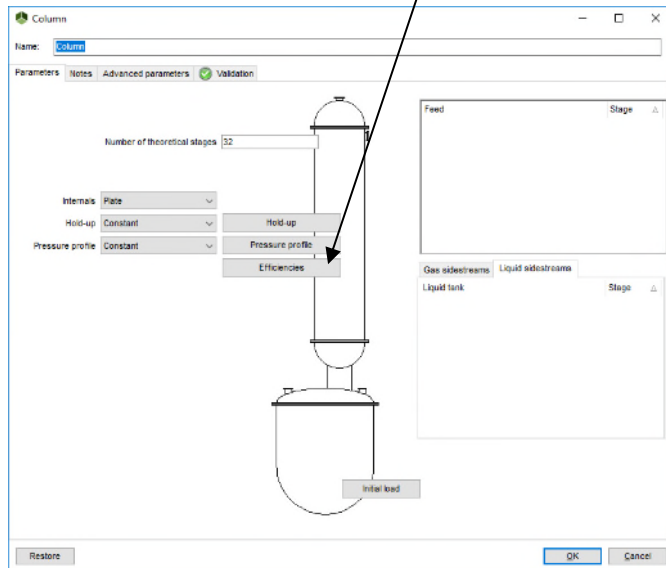 Column
Name: Column
Parameters Notes Advanced parameters Validation
Number of theoretical stages 32
Feed Stage
Internals Plate
Hold-up Constant Hold-up
Pressure profile Constant Pressure profile
Efficiencies
Gas sidestreams Liquid sidestreams
Liquid tank Stage
Initial load
Restore OK Cancel